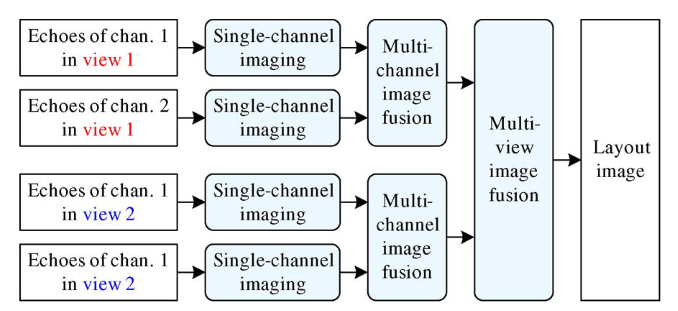 Echoes of chan. 1
in view 1
Single-channel
imaging
Echoes of chan. 2
in view 1
Single-channel
imaging
Multi-
channel
image
fusion
Echoes of chan. 1
in view 2
Single-channel
imaging
Echoes of chan. 1
in view 2
Single-channel
imaging
Multi-
channel
image
fusion
Multi-
view
image
fusion
Layout
image